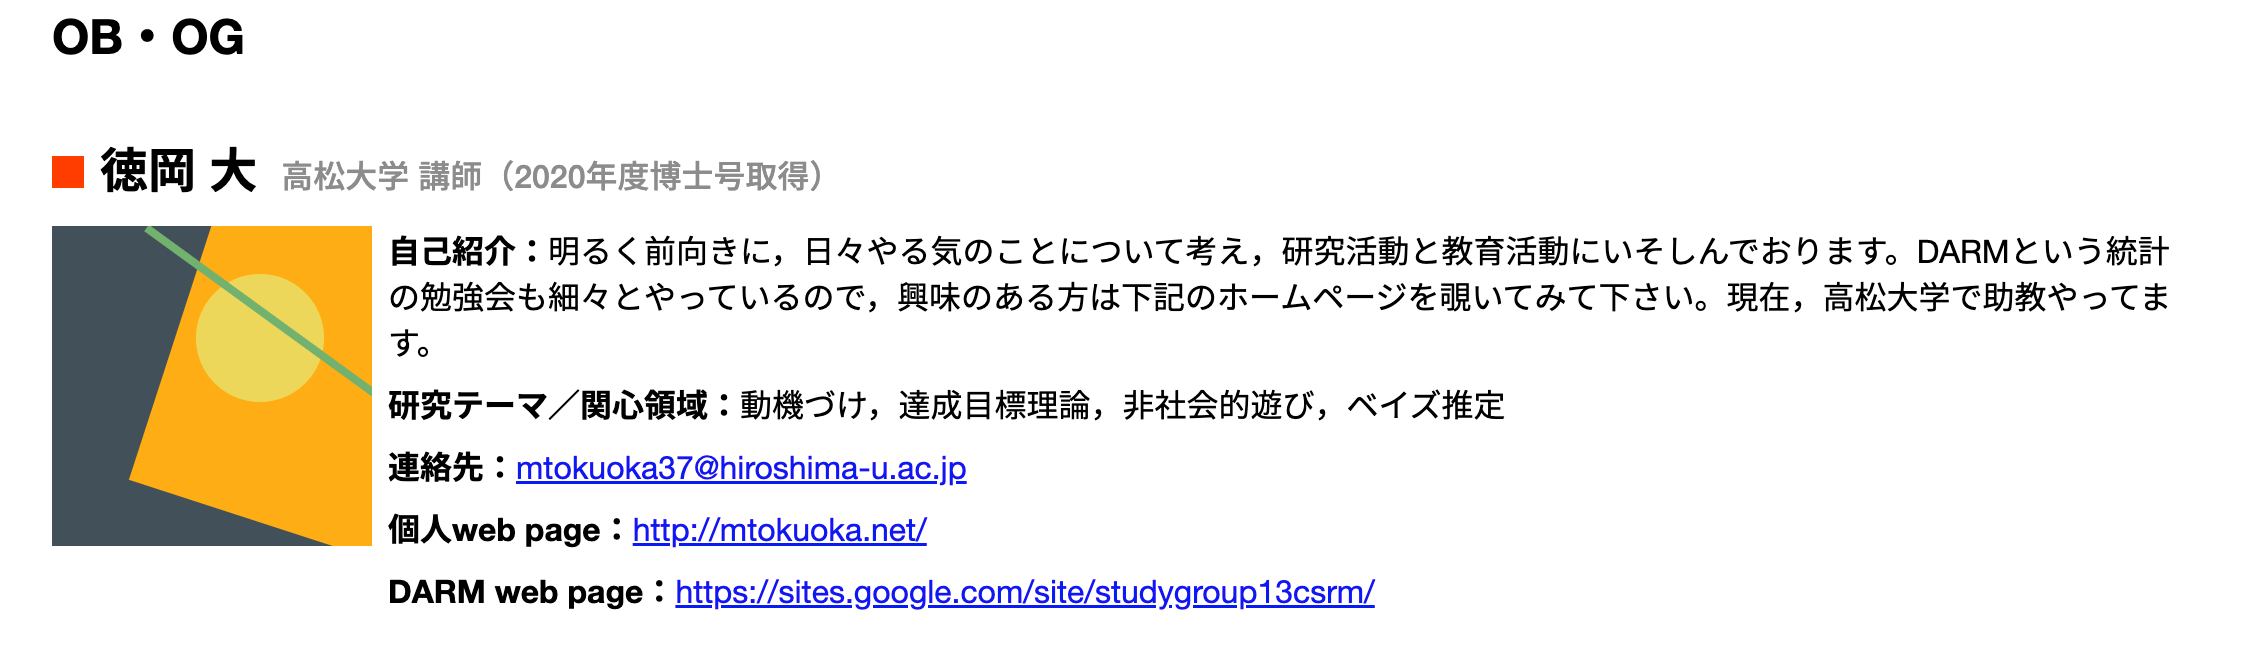 OB・OG
徳岡 大 高松大学 講師（2020年度博士号取得）
自己紹介：明るく前向きに，日々やる気のことについて考え，研究活動と教育活動にいそしんでおります。DARMという統計
の勉強会も細々とやっているので，興味のある方は下記のホームページを覗いてみて下さい。現在，高松大学で助教やってま
す。
研究テーマ／関心領域：動機づけ，達成目標理論，非社会的遊び，ベイズ推定
連絡先：mtokuoka37@hiroshima-u.ac.jp
個人web page：http://mtokuoka.net/
DARM web page：https://sites.google.com/site/studygroup13csrm/